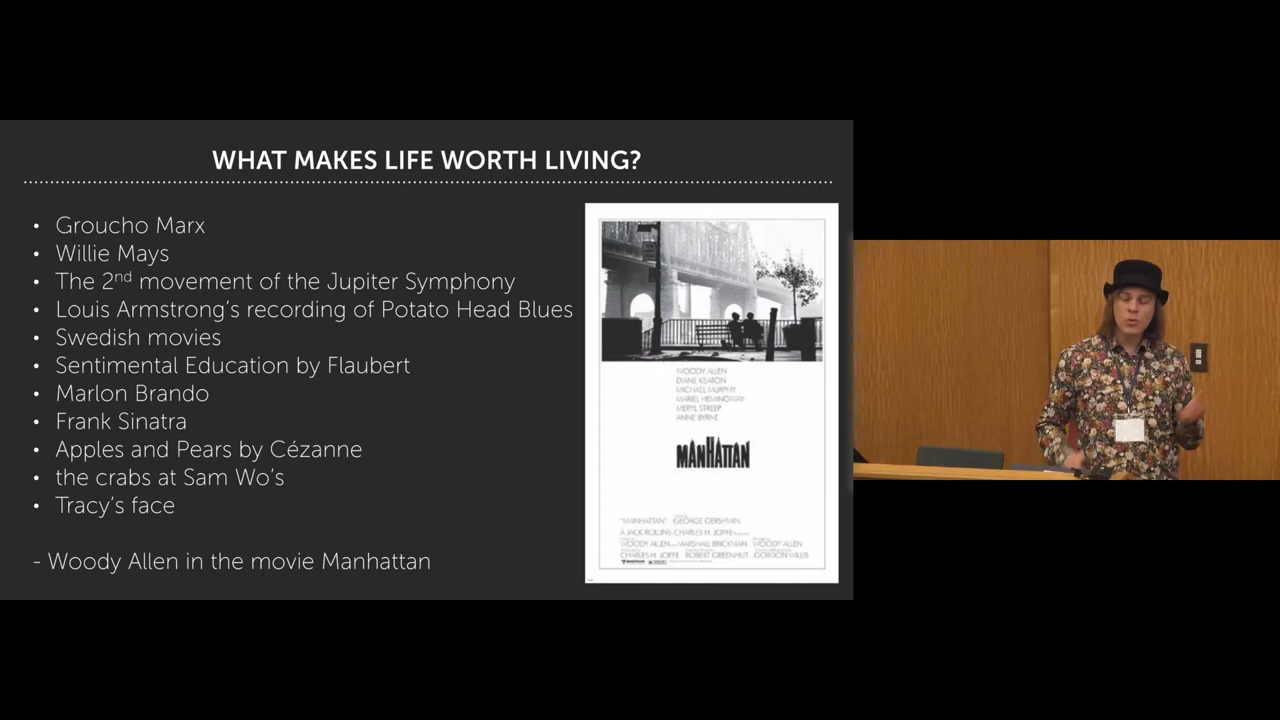 WHAT MAKES LIFE WORTH LIVING?
• Groucho Marx
• Willie Mays
• The 2nd movement of the Jupiter Symphony
• Louis Armstrong's recording of Potato Head Blues
• Swedish movies
• Sentimental Education by Flaubert
• Marlon Brando
• Frank Sinatra
• Apples and Pears by Cézanne
• the crabs at Sam Wo's
• Tracy's face
- Woody Allen in the movie Manhattan
WOODY ALLEN
DIANE KEATON
MICHAEL MURPHY
MARIEL HEMINGWAY
MERYL STREEP
ANNE BYRNE
MANHATTAN
"MANHATTAN" GEORGE GERSHWIN
A JACK ROLLINS-CHARLES H. JOFFE
WOODY ALLEN MARSHALL BRICKMAN WOODY ALLEN
CHARLES H. JOFFE ROBERT GREENHUT GORDON WILLIS